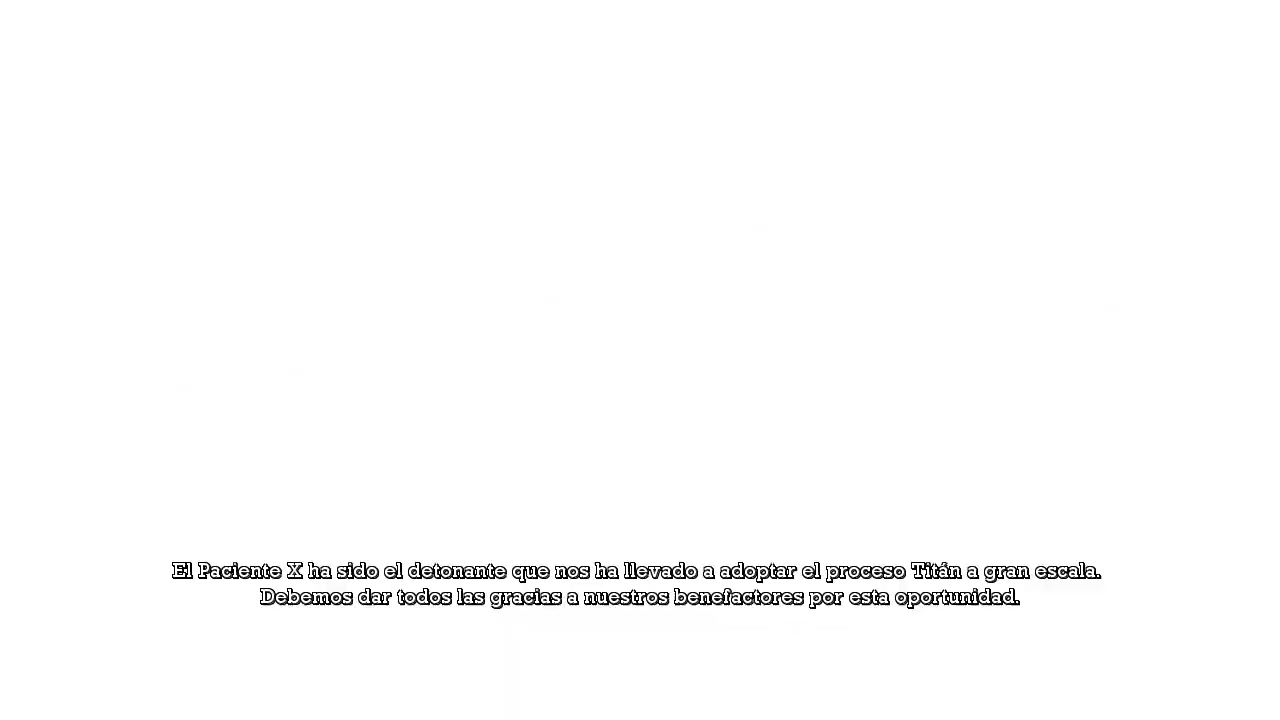 El Paciente X ha sido el detonante que nos ha llevado a adoptar el proceso Titán a gran escala.
Debemos dar todos las gracias a nuestros benefactores por esta oportunidad.